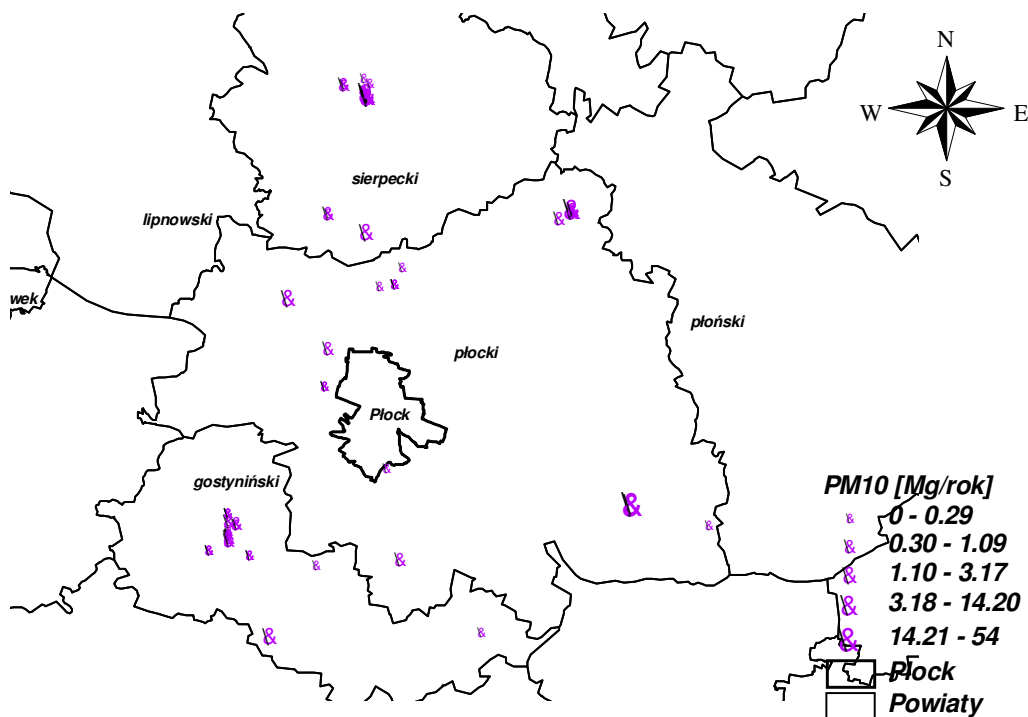 N
W E
S
sierpecki
lipnowski
wek
płoński
płocki
Płock
gostyniński
PM10 [Mg/rok]
& 0 - 0.29
& 0.30 - 1.09
& 1.10 - 3.17
& 3.18 - 14.20
& 14.21 - 54
Płock
Powiaty